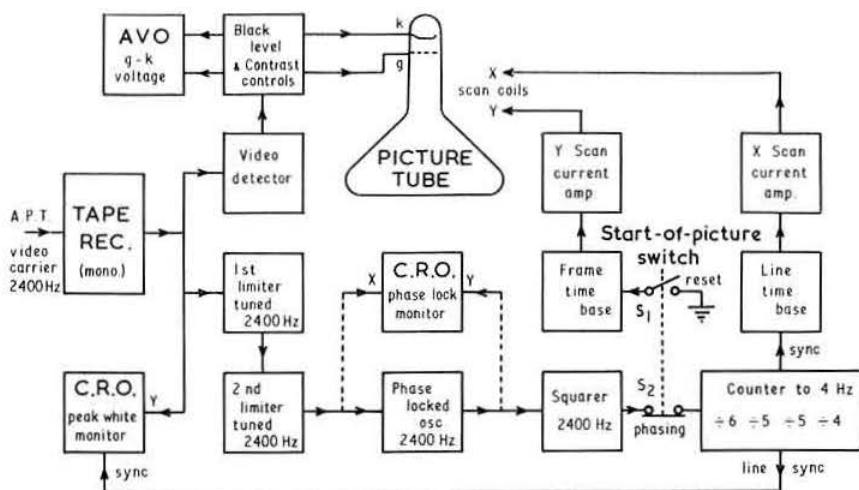 AVO
g - k
voltage
Black
level
& Contrast
controls
k
g
PICTURE
TUBE
X
scan coils
Y
Y Scan
current
amp
X Scan
current
amp.
Video
detector
A.P.T.
video
carrier
2400Hz
TAPE
REC.
(mono.)
1st
limiter
tuned
2400 Hz
C.R.O.
phase lock
monitor
X
Y
Start-of-picture
switch
Frame
time
base
reset
S1
Line
time
base
sync
C.R.O.
peak white
monitor
Y
sync
2nd
limiter
tuned
2400 Hz
Phase
locked
osc
2400 Hz
Squarer
2400 Hz
S2
phasing
Counter to 4 Hz
÷6 ÷5 ÷5 ÷4
line sync